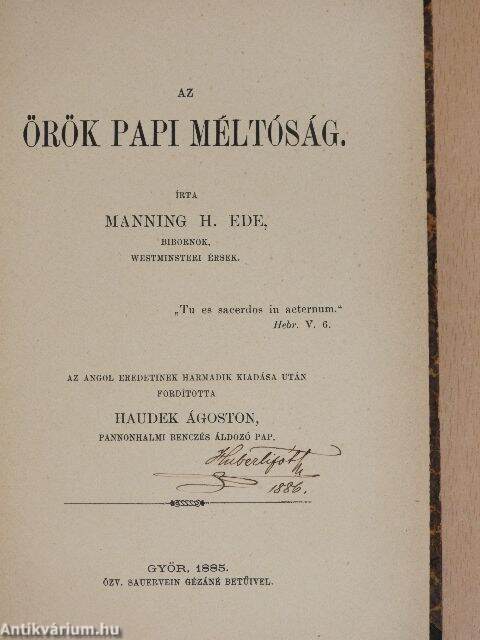 AZ
ÖRÖK PAPI MÉLTÓSÁG.
ÍRTA
MANNING H. EDE,
BIBORNOK,
WESTMINSTERI ÉRSEK.
„Tu es sacerdos in aeternum.“
Hebr. V. 6.
AZ ANGOL EREDETINEK HARMADIK KIADÁSA UTÁN
FORDÍTOTTA
HAUDEK ÁGOSTON,
PANNONHALMI BENCZÉS ÁLDOZÓ PAP.
1886.
GYŐR, 1885.
ÖZV. SAUERVEIN GÉZÁNÉ BETŰIVEL.
Antikvárium.hu